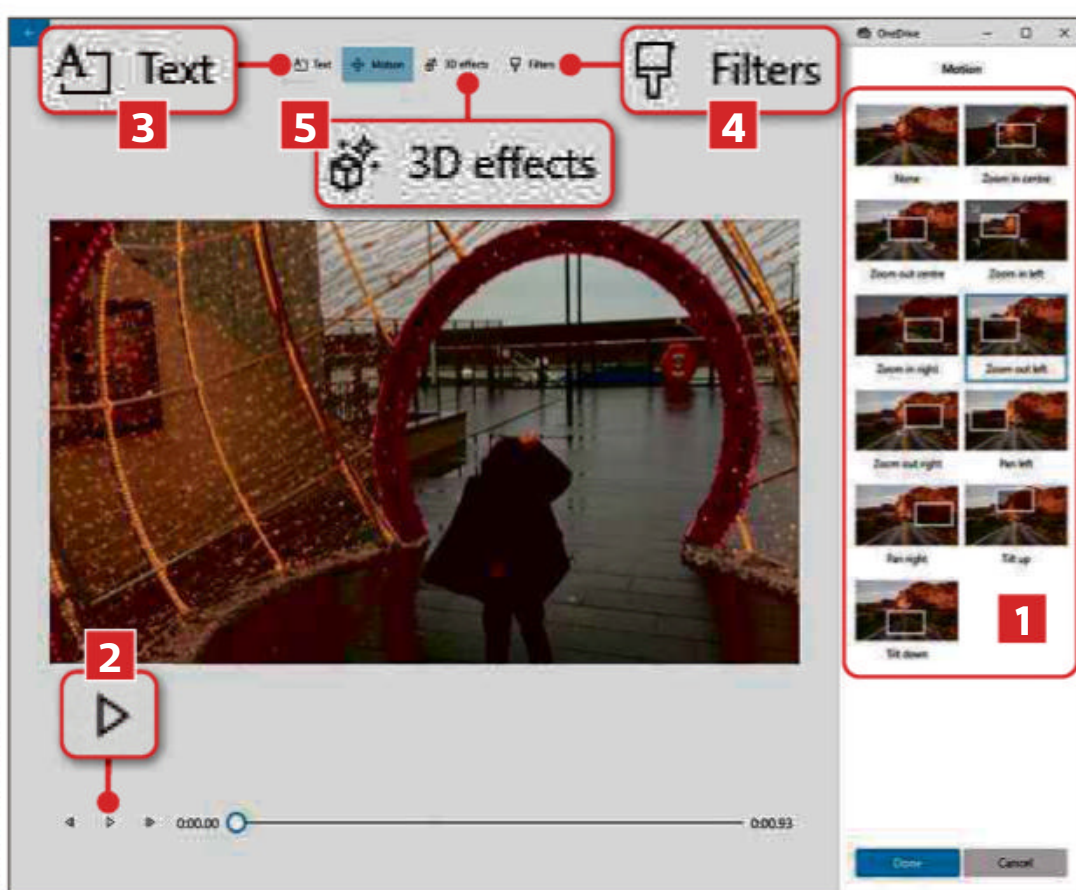 Text
3
Text
Motion
3D effects
Filters
Filters
4
5
3D effects
OneDrive
Motion
None
Zoom in centre
Zoom out centre
Zoom in left
Zoom in right
Zoom out left
Zoom out right
Pan left
Pan right
Tilt up
Tilt down
1
2
0:00.00
0:00.93
Done
Cancel